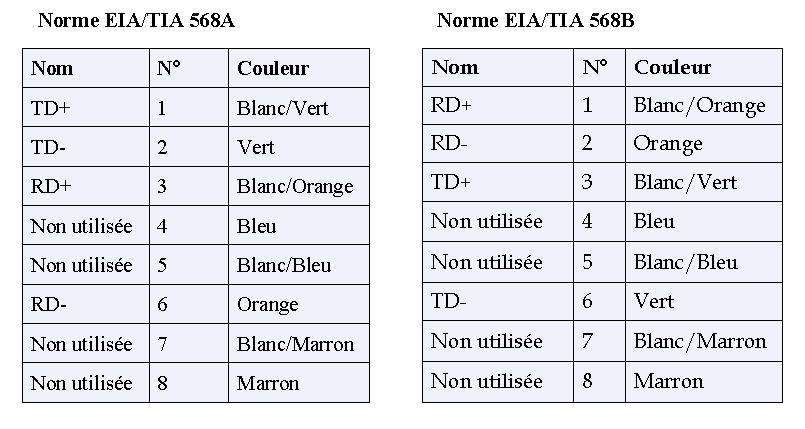 Norme EIA/TIA 568A
Nom N° Couleur
TD+ 1 Blanc/Vert
TD- 2 Vert
RD+ 3 Blanc/Orange
Non utilisée 4 Bleu
Non utilisée 5 Blanc/Bleu
RD- 6 Orange
Non utilisée 7 Blanc/Marron
Non utilisée 8 Marron
Norme EIA/TIA 568B
Nom N° Couleur
RD+ 1 Blanc/Orange
RD- 2 Orange
TD+ 3 Blanc/Vert
Non utilisée 4 Bleu
Non utilisée 5 Blanc/Bleu
TD- 6 Vert
Non utilisée 7 Blanc/Marron
Non utilisée 8 Marron